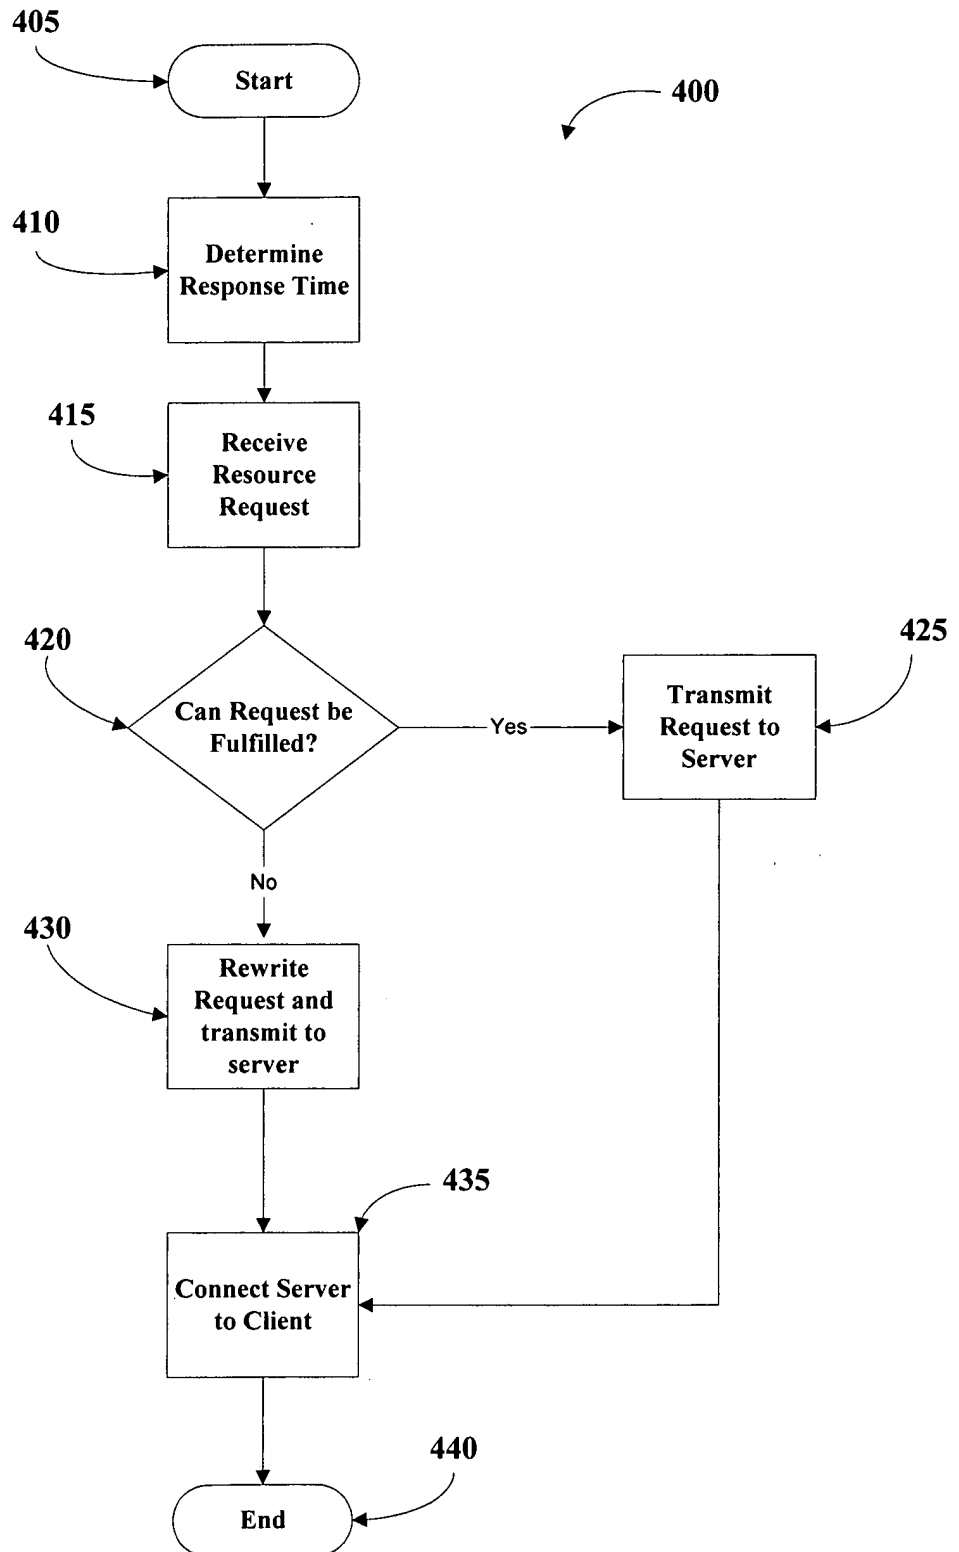 405
Start
400
410
Determine
Response Time
415
Receive
Resource
Request
420
Can Request be
Fulfilled?
Yes
425
Transmit
Request to
Server
No
430
Rewrite
Request and
transmit to
server
435
Connect Server
to Client
440
End